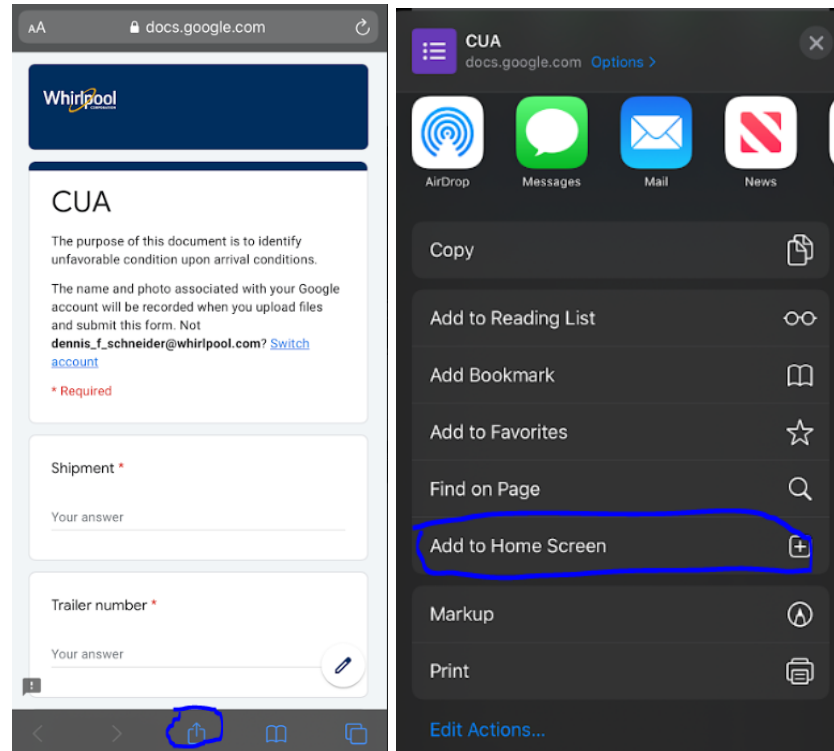 AA docs.google.com
Whirlpool
CORPORATION
CUA
The purpose of this document is to identify
unfavorable condition upon arrival conditions.
The name and photo associated with your Google
account will be recorded when you upload files
and submit this form. Not
dennis_f_schneider@whirlpool.com? Switch
account
* Required
Shipment *
Your answer
Trailer number *
Your answer
CUA
docs.google.com Options >
AirDrop Messages Mail News
Copy
Add to Reading List
Add Bookmark
Add to Favorites
Find on Page
Add to Home Screen
Markup
Print
Edit Actions...